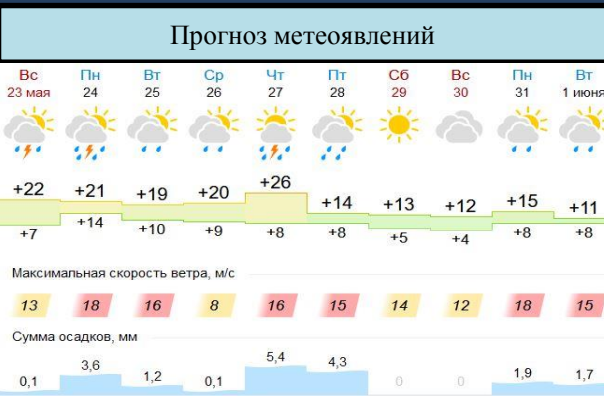 Прогноз метеоявлений
Вс Пн Вт Ср Чт Пт Сб Вс Пн Вт
23 мая 24 25 26 27 28 29 30 31 1 июня
+22 +21 +19 +20 +26 +14 +13 +12 +15 +11
+7 +14 +10 +9 +8 +8 +5 +4 +8 +8
Максимальная скорость ветра, м/с
13 18 16 8 16 15 14 12 18 15
Сумма осадков, мм
0,1 3,6 1,2 0,1 5,4 4,3 0 0 1,9 1,7